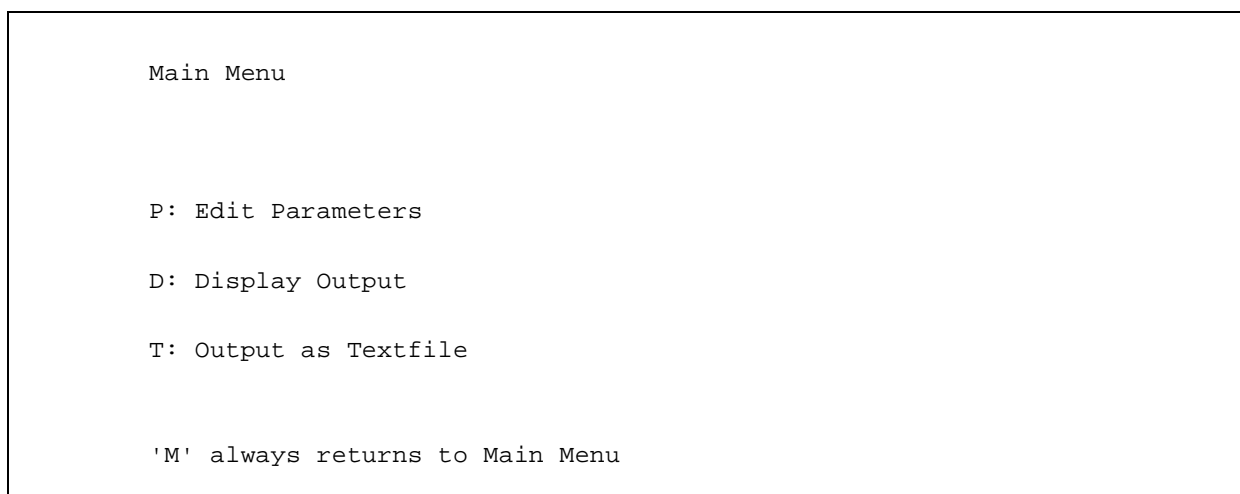 Main Menu
P: Edit Parameters
D: Display Output
T: Output as Textfile
'M' always returns to Main Menu